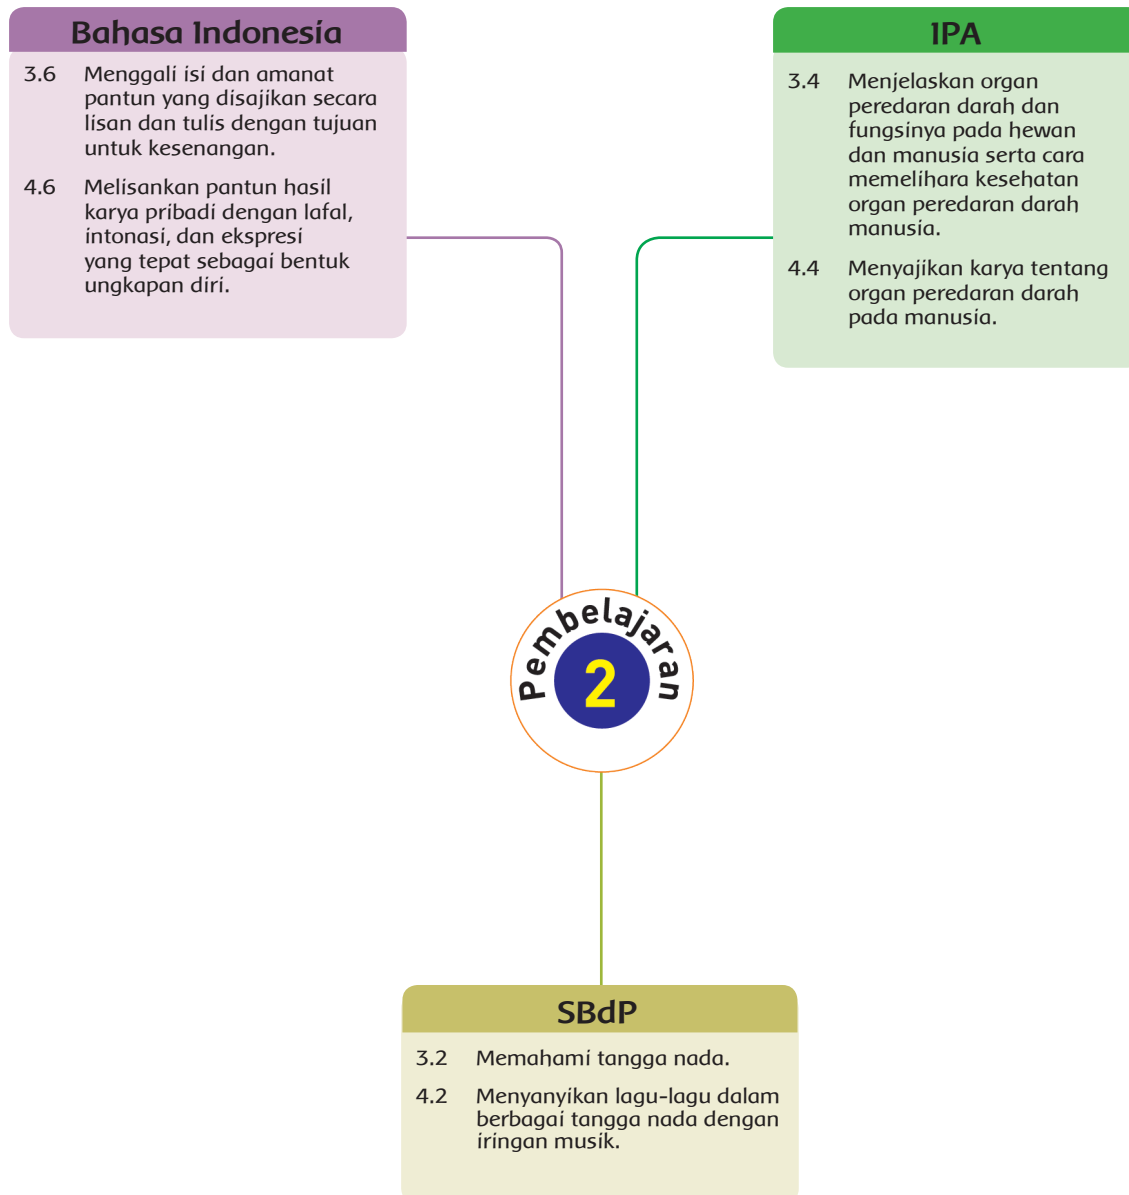 Bahasa Indonesia
3.6 Menggali isi dan amanat
pantun yang disajikan secara
lisan dan tulis dengan tujuan
untuk kesenangan.
4.6 Melisankan pantun hasil
karya pribadi dengan lafal,
intonasi, dan ekspresi
yang tepat sebagai bentuk
ungkapan diri.
IPA
3.4 Menjelaskan organ
peredaran darah dan
fungsinya pada hewan
dan manusia serta cara
memelihara kesehatan
organ peredaran darah
manusia.
4.4 Menyajikan karya tentang
organ peredaran darah
pada manusia.
Pembelajaran
2
SBdP
3.2 Memahami tangga nada.
4.2 Menyanyikan lagu-lagu dalam
berbagai tangga nada dengan
iringan musik.